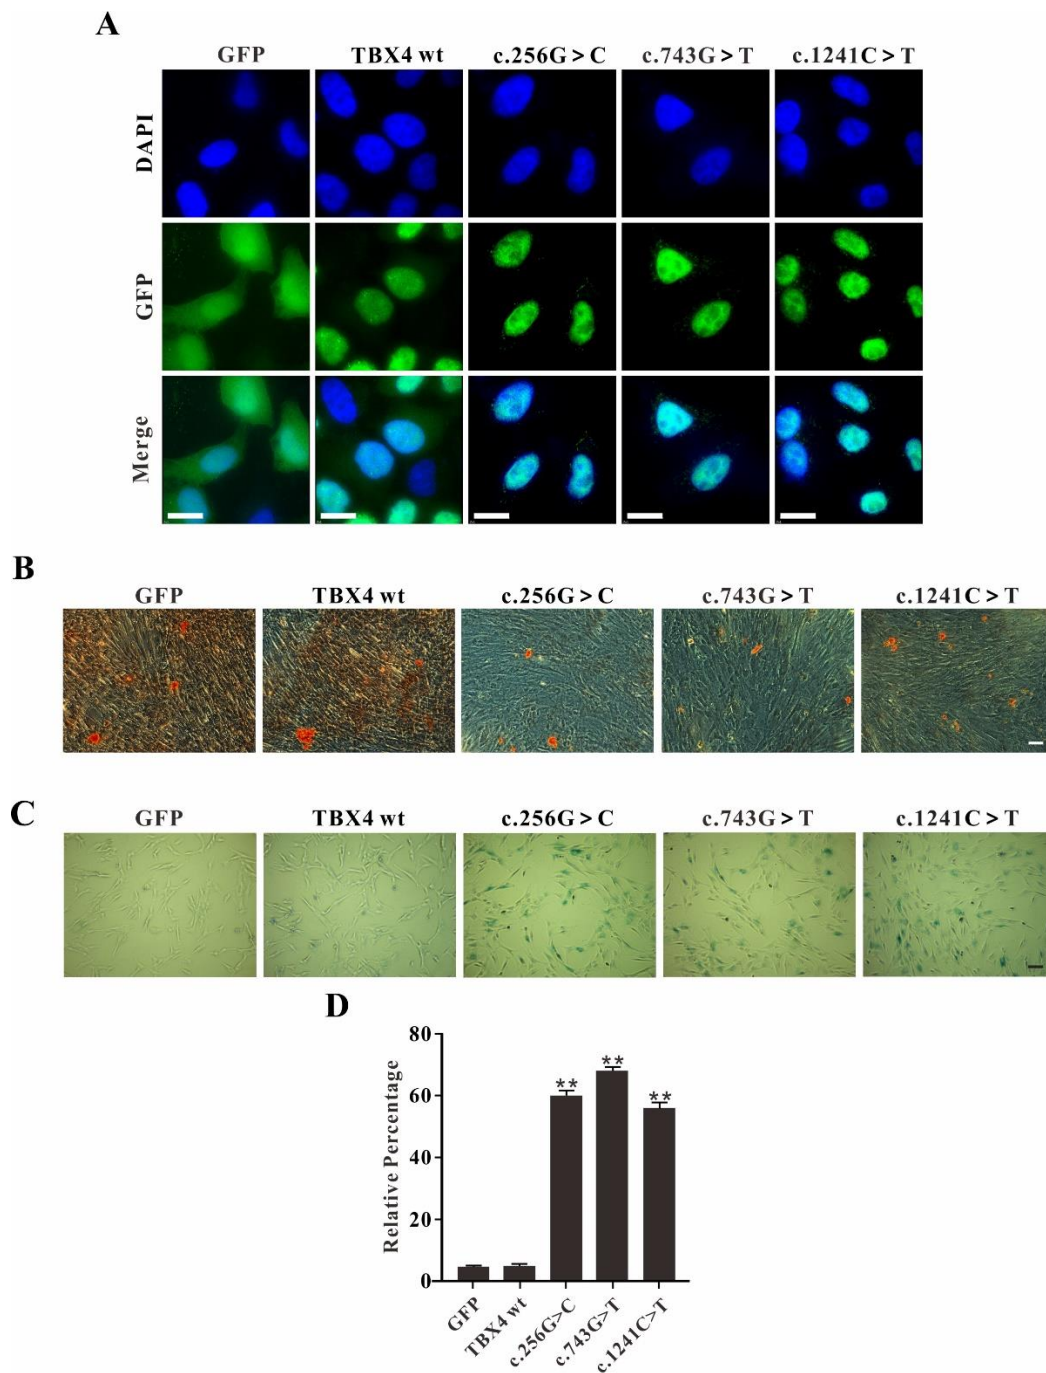 A
GFP TBX4 wt c.256G > C c.743G > T c.1241C > T
DAPI
GFP
Merge
B
GFP TBX4 wt c.256G > C c.743G > T c.1241C > T
C
GFP TBX4 wt c.256G > C c.743G > T c.1241C > T
D
Relative Percentage
80
60
40
20
0
** ** **
GFP
TBX4 wt
c.256G>C
c.743G>T
c.1241C>T